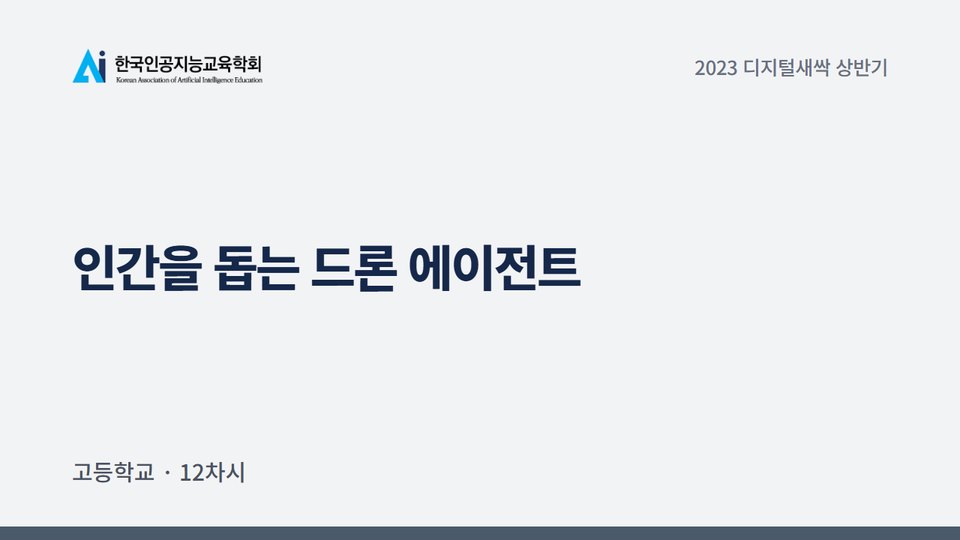 Ai 한국인공지능교육학회
Korean Association of Artificial Intelligence Education
2023 디지털새싹 상반기
인간을 돕는 드론 에이전트
고등학교 · 12차시